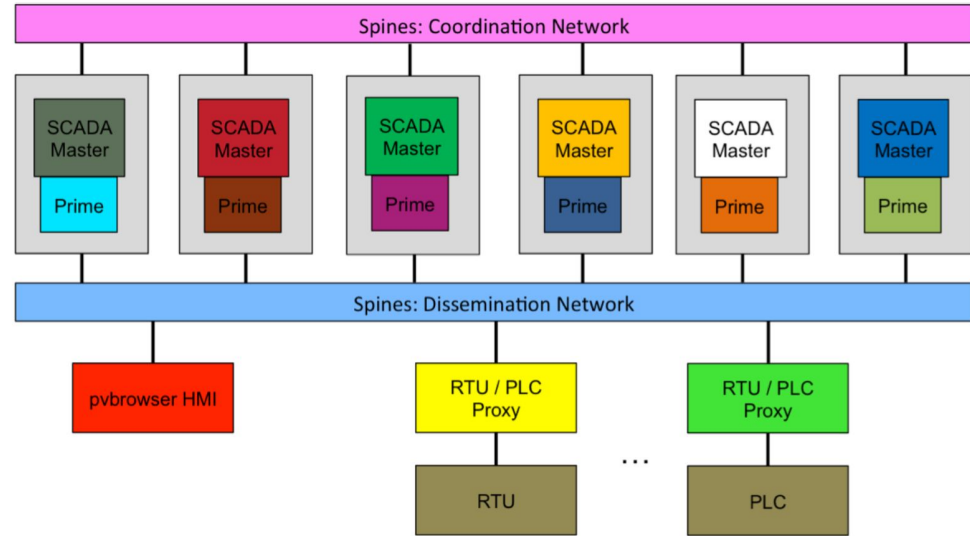 Spines: Coordination Network
SCADA
Master
Prime
SCADA
Master
Prime
SCADA
Master
Prime
SCADA
Master
Prime
SCADA
Master
Prime
SCADA
Master
Prime
Spines: Dissemination Network
pvbrowser HMI
RTU / PLC
Proxy
RTU / PLC
Proxy
...
RTU
PLC